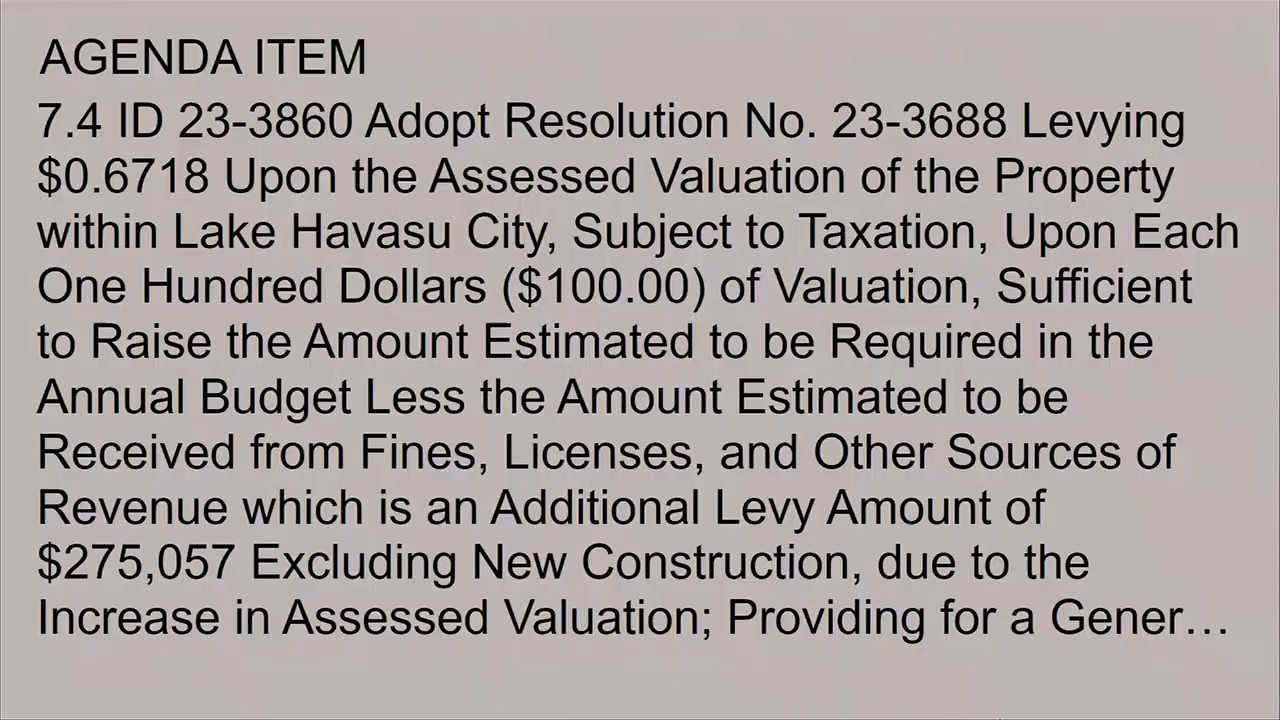 AGENDA ITEM
7.4 ID 23-3860 Adopt Resolution No. 23-3688 Levying
$0.6718 Upon the Assessed Valuation of the Property
within Lake Havasu City, Subject to Taxation, Upon Each
One Hundred Dollars ($100.00) of Valuation, Sufficient
to Raise the Amount Estimated to be Required in the
Annual Budget Less the Amount Estimated to be
Received from Fines, Licenses, and Other Sources of
Revenue which is an Additional Levy Amount of
$275,057 Excluding New Construction, due to the
Increase in Assessed Valuation; Providing for a Gener…